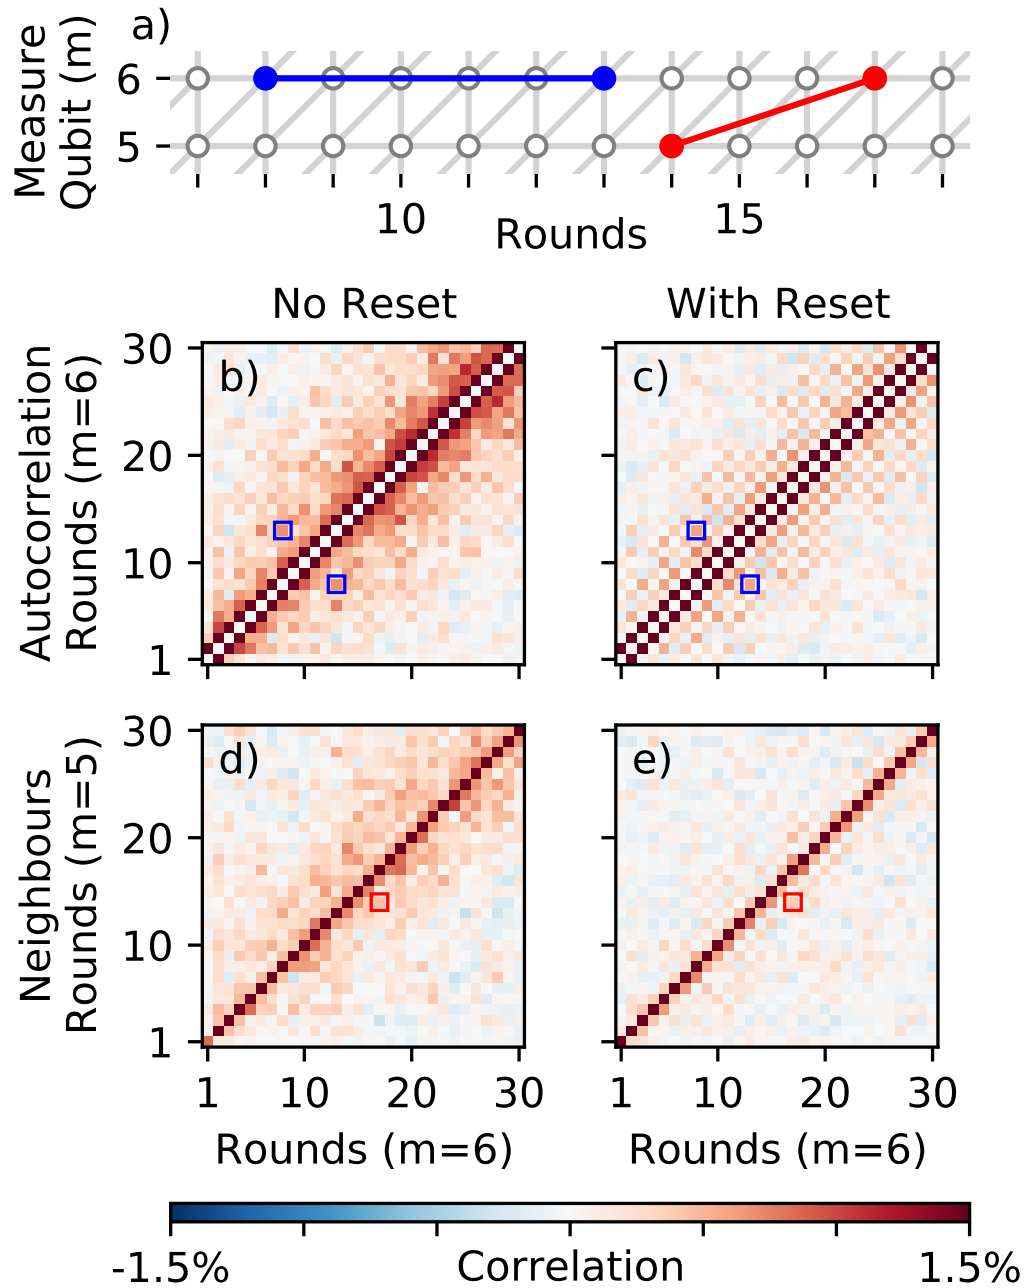 a)
Measure
Qubit (m)
6
5
10 15
Rounds
No Reset With Reset
Autocorrelation
Rounds (m=6)
30
20
10
1
b) c)
Neighbours
Rounds (m=5)
30
20
10
1
d) e)
1 10 20 30 1 10 20 30
Rounds (m=6) Rounds (m=6)
-1.5% Correlation 1.5%